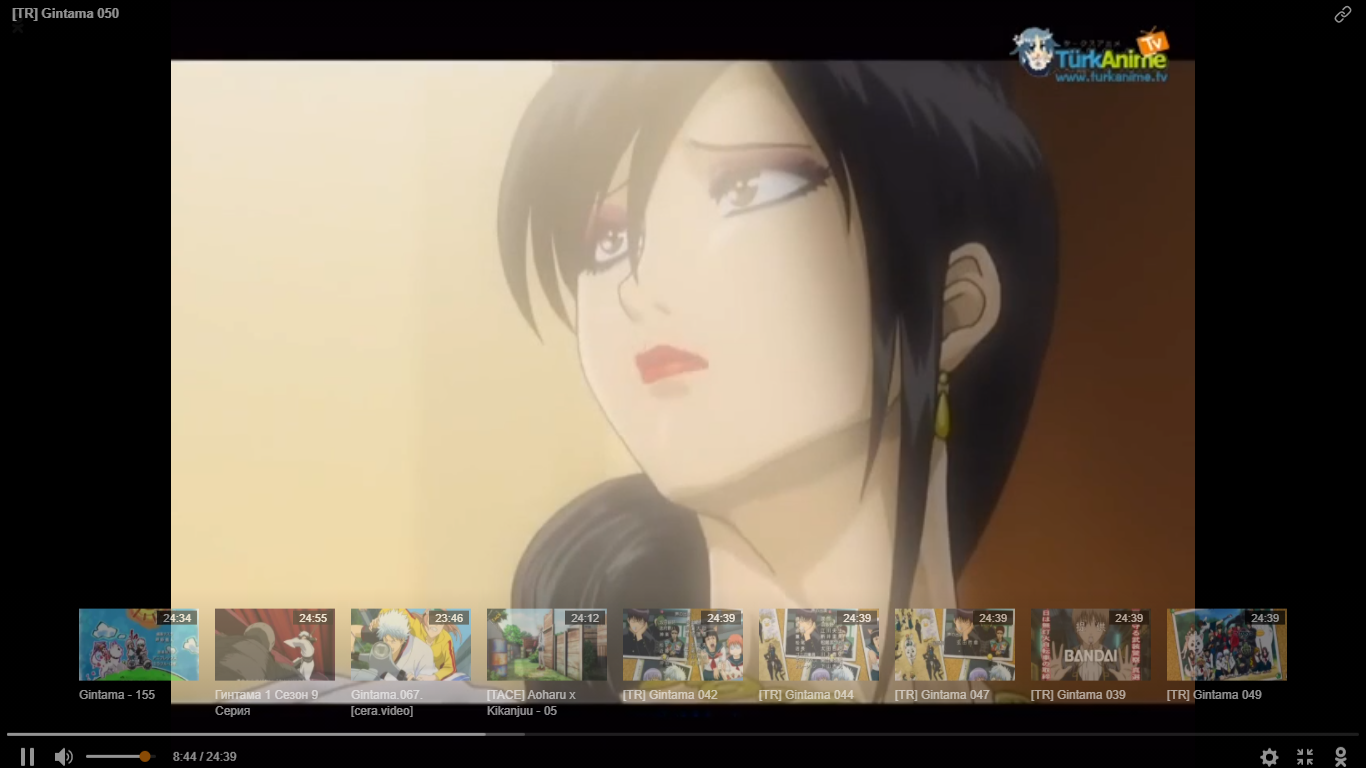 [TR] Gintama 050
Tv
TürkAnime
www.turkanime.tv
24:34
24:55
23:46
24:12
24:39
24:39
24:39
24:39
24:39
BANDAI
Gintama - 155
Гинтама 1 Сезон 9
Серия
Gintama.067.
[cera.video]
[TACE] Aoharu x
Kikanjuu - 05
[TR] Gintama 042
[TR] Gintama 044
[TR] Gintama 047
[TR] Gintama 039
[TR] Gintama 049
8:44 / 24:39